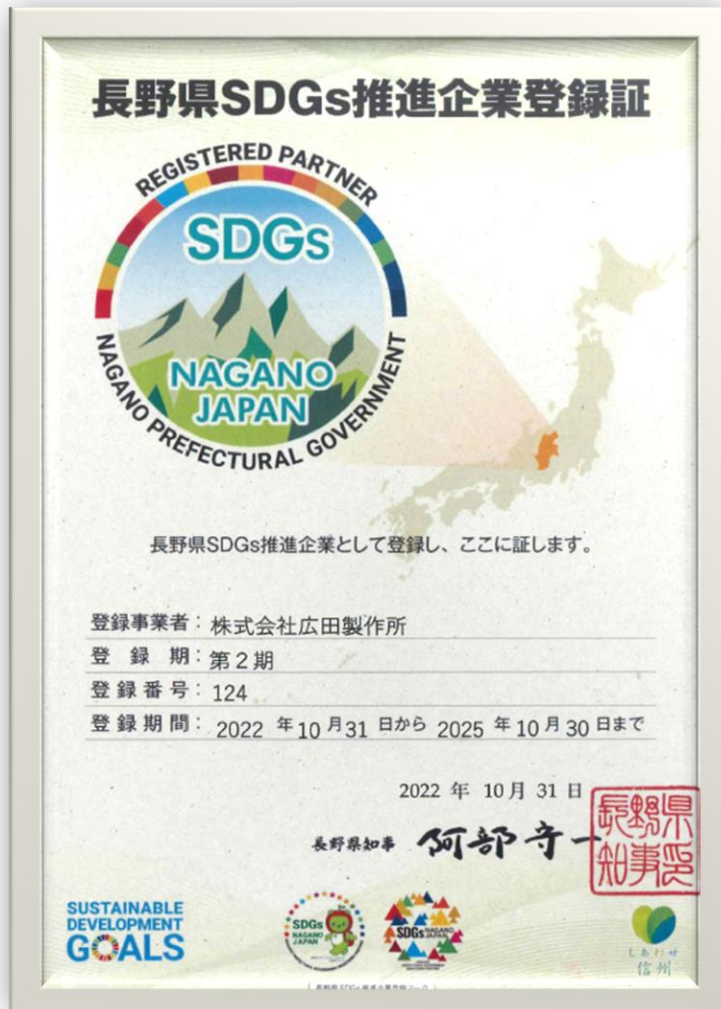 長野県SDGs推進企業登録証
REGISTERED PARTNER
SDGs
NAGANO
JAPAN
NAGANO PREFECTURAL GOVERNMENT
長野県SDGs推進企業として登録し、ここに証します。
登録事業者：株式会社広田製作所
登録期：第２期
登録番号：124
登録期間：2022 年 10 月 31 日から 2025 年 10 月 30 日まで
2022 年 10 月 31 日
長野県知事 阿部守一
長野県
知事印
SUSTAINABLE
DEVELOPMENT
GOALS
SDGs
NAGANO
JAPAN
SDGs NAGANO
JAPAN
しあわせ
信州